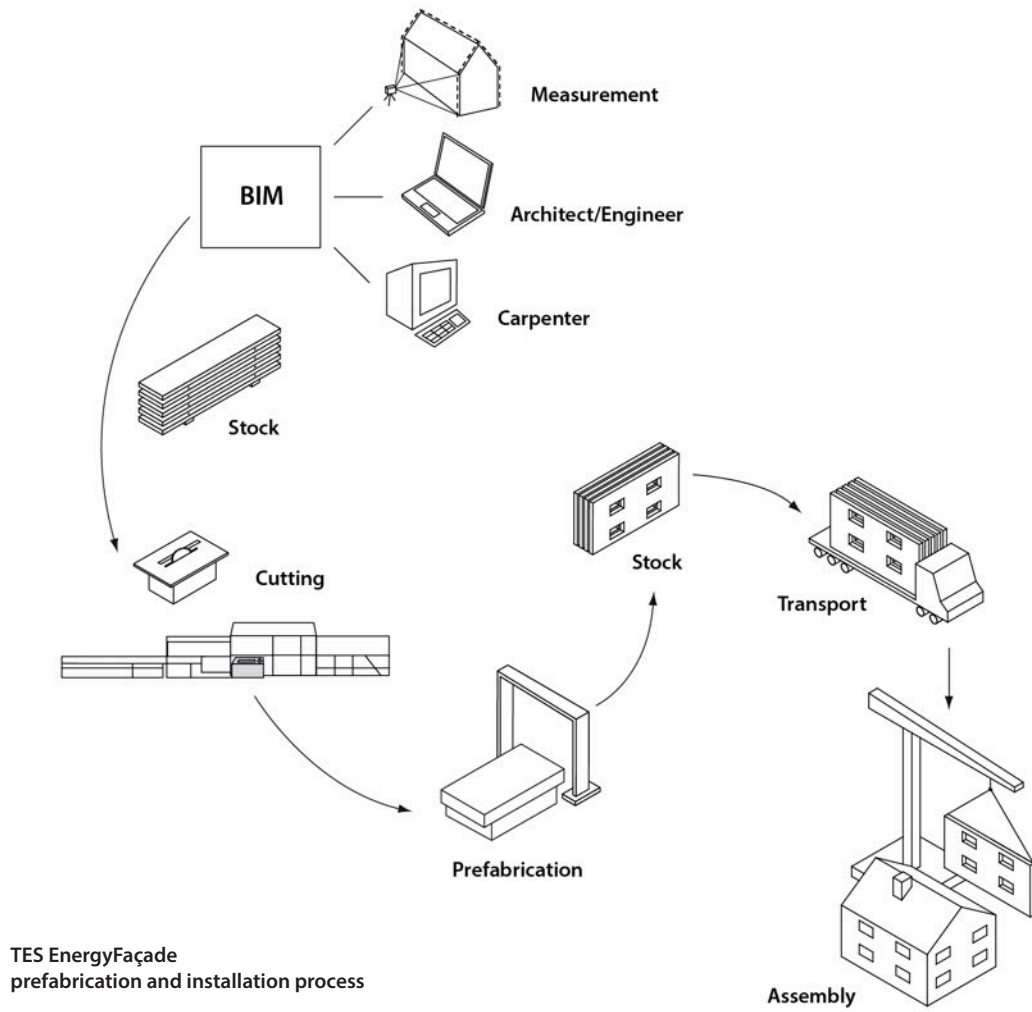 Measurement
BIM
Architect/Engineer
Carpenter
Stock
Cutting
Stock
Transport
Prefabrication
TES EnergyFaçade
prefabrication and installation process
Assembly